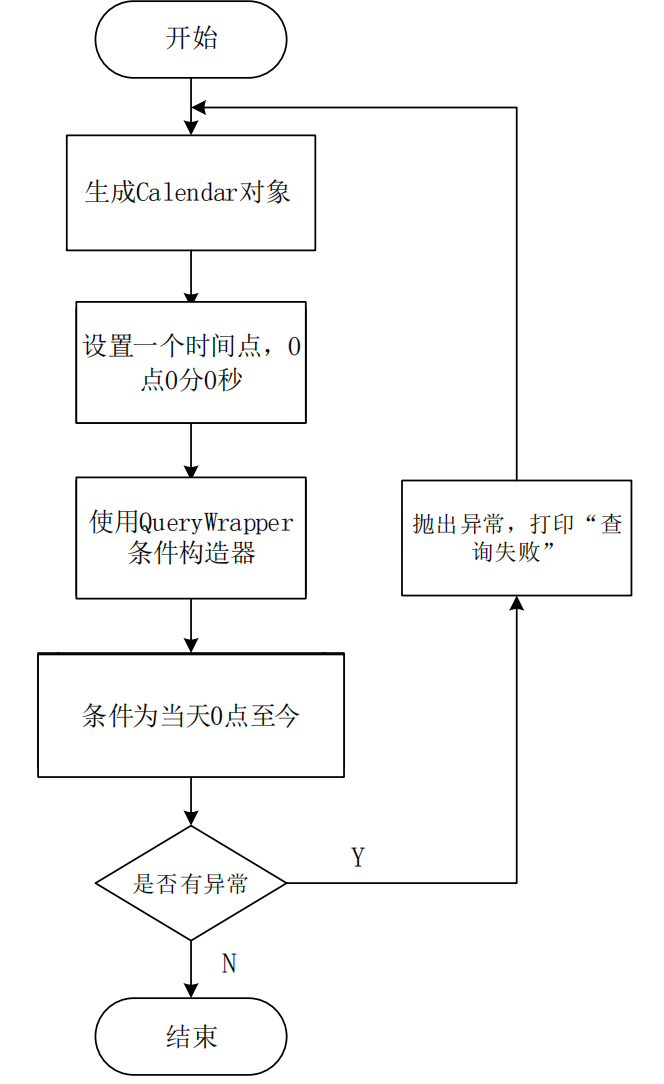 开始
生成Calendar对象
设置一个时间点，0
点0分0秒
使用QueryWrapper
条件构造器
抛出异常，打印“查
询失败”
条件为当天0点至今
是否有异常
Y
N
结束